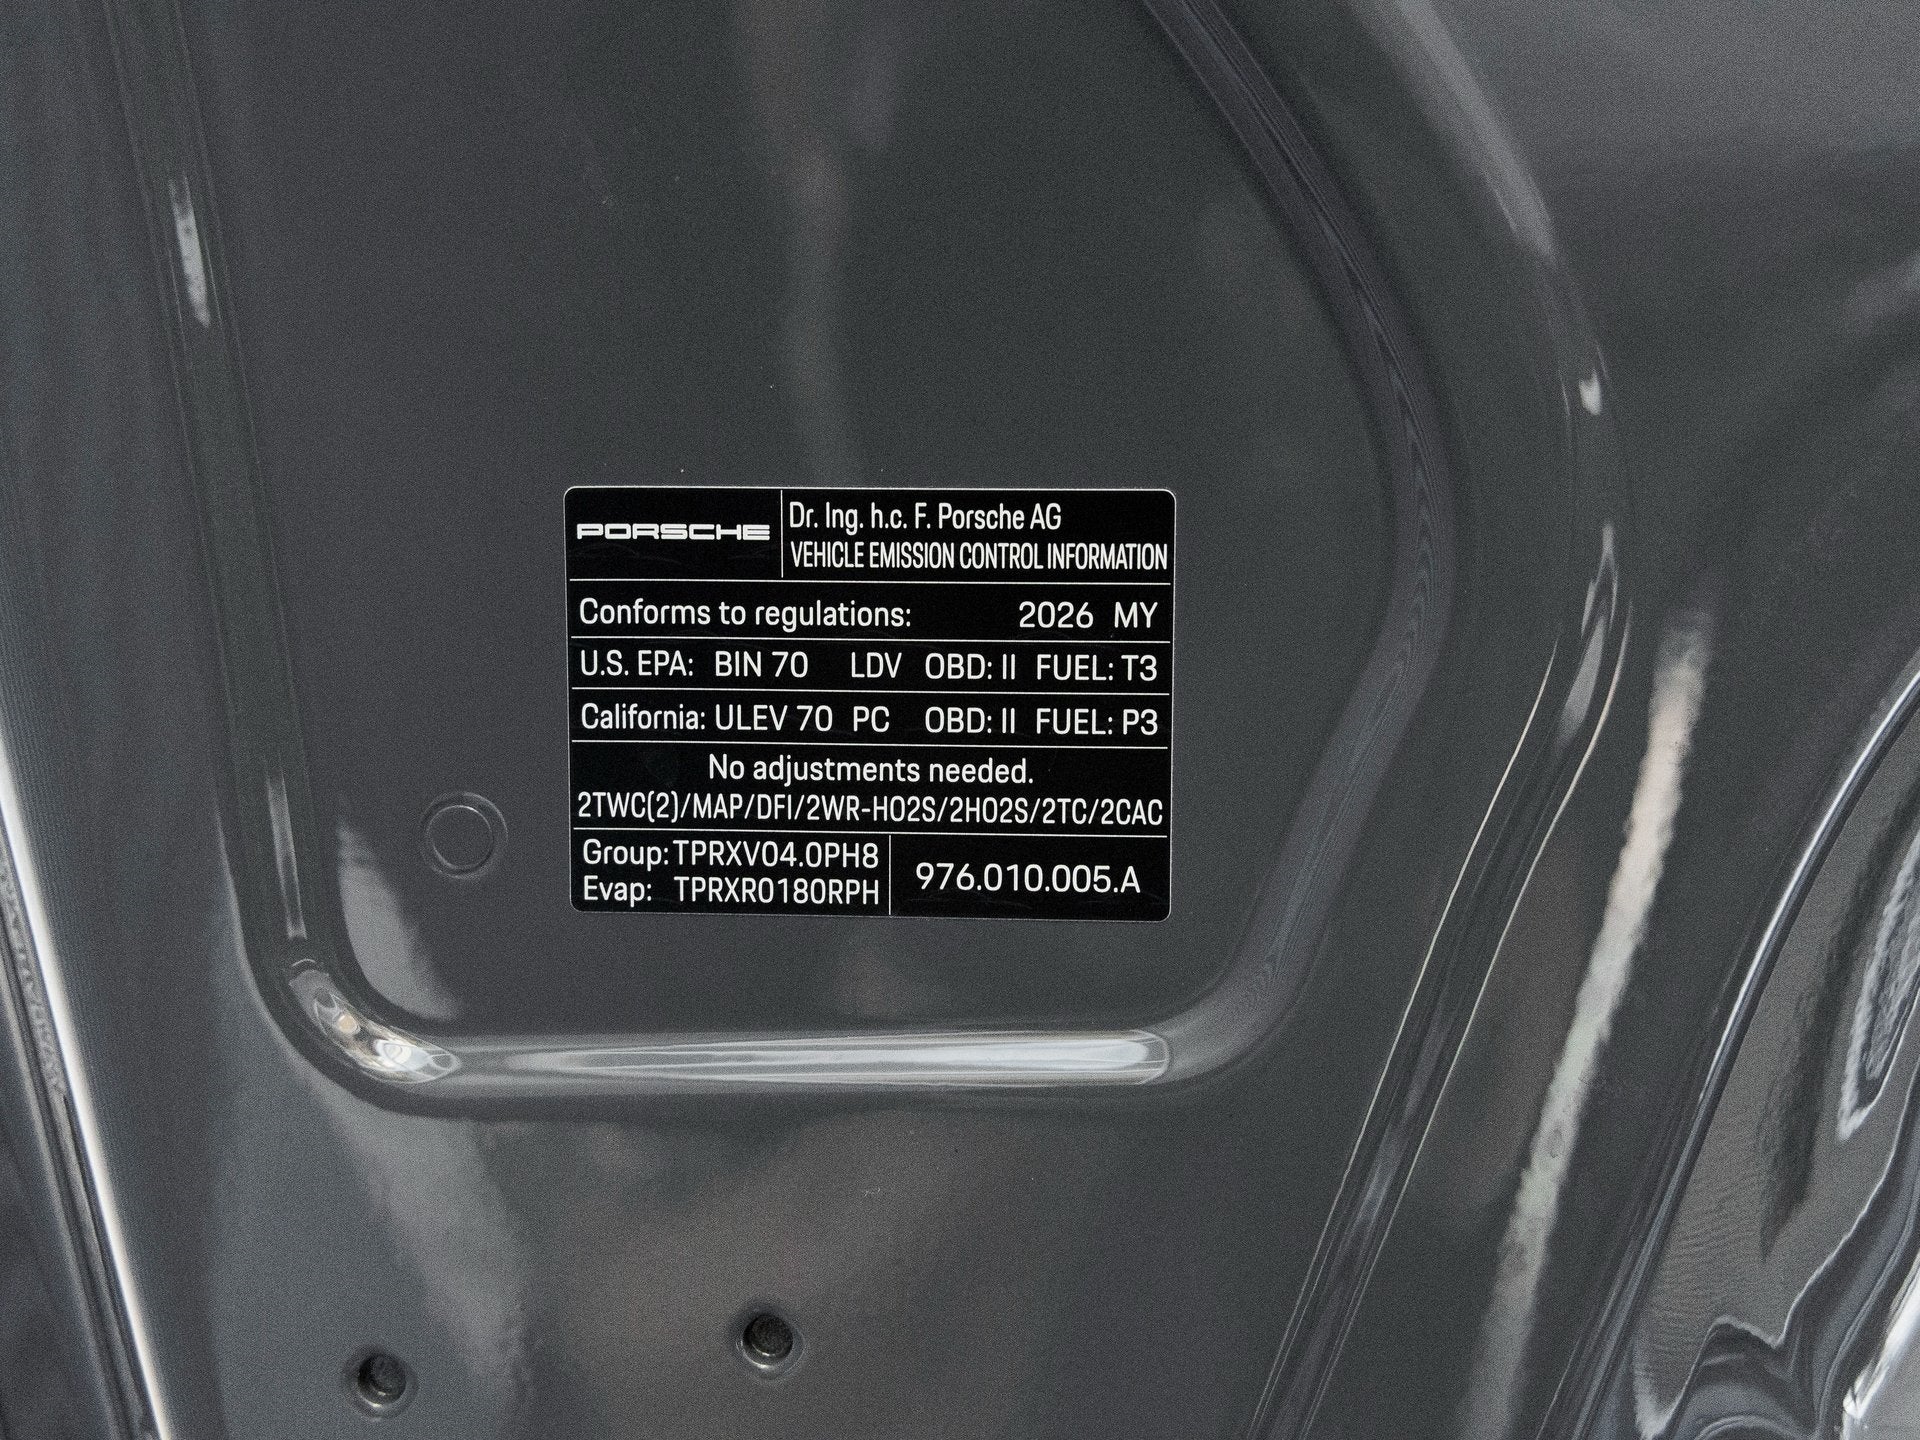 PORSCHE
Dr. Ing. h.c. F. Porsche AG
VEHICLE EMISSION CONTROL INFORMATION
Conforms to regulations: 2026 MY
U.S. EPA: BIN 70 LDV OBD: II FUEL: T3
California: ULEV 70 PC OBD: II FUEL: P3
No adjustments needed.
2TWC(2)/MAP/DFI/2WR-HO2S/2HO2S/2TC/2CAC
Group: TPRXV04.0PH8
Evap: TPRXR0180RPH
976.010.005.A